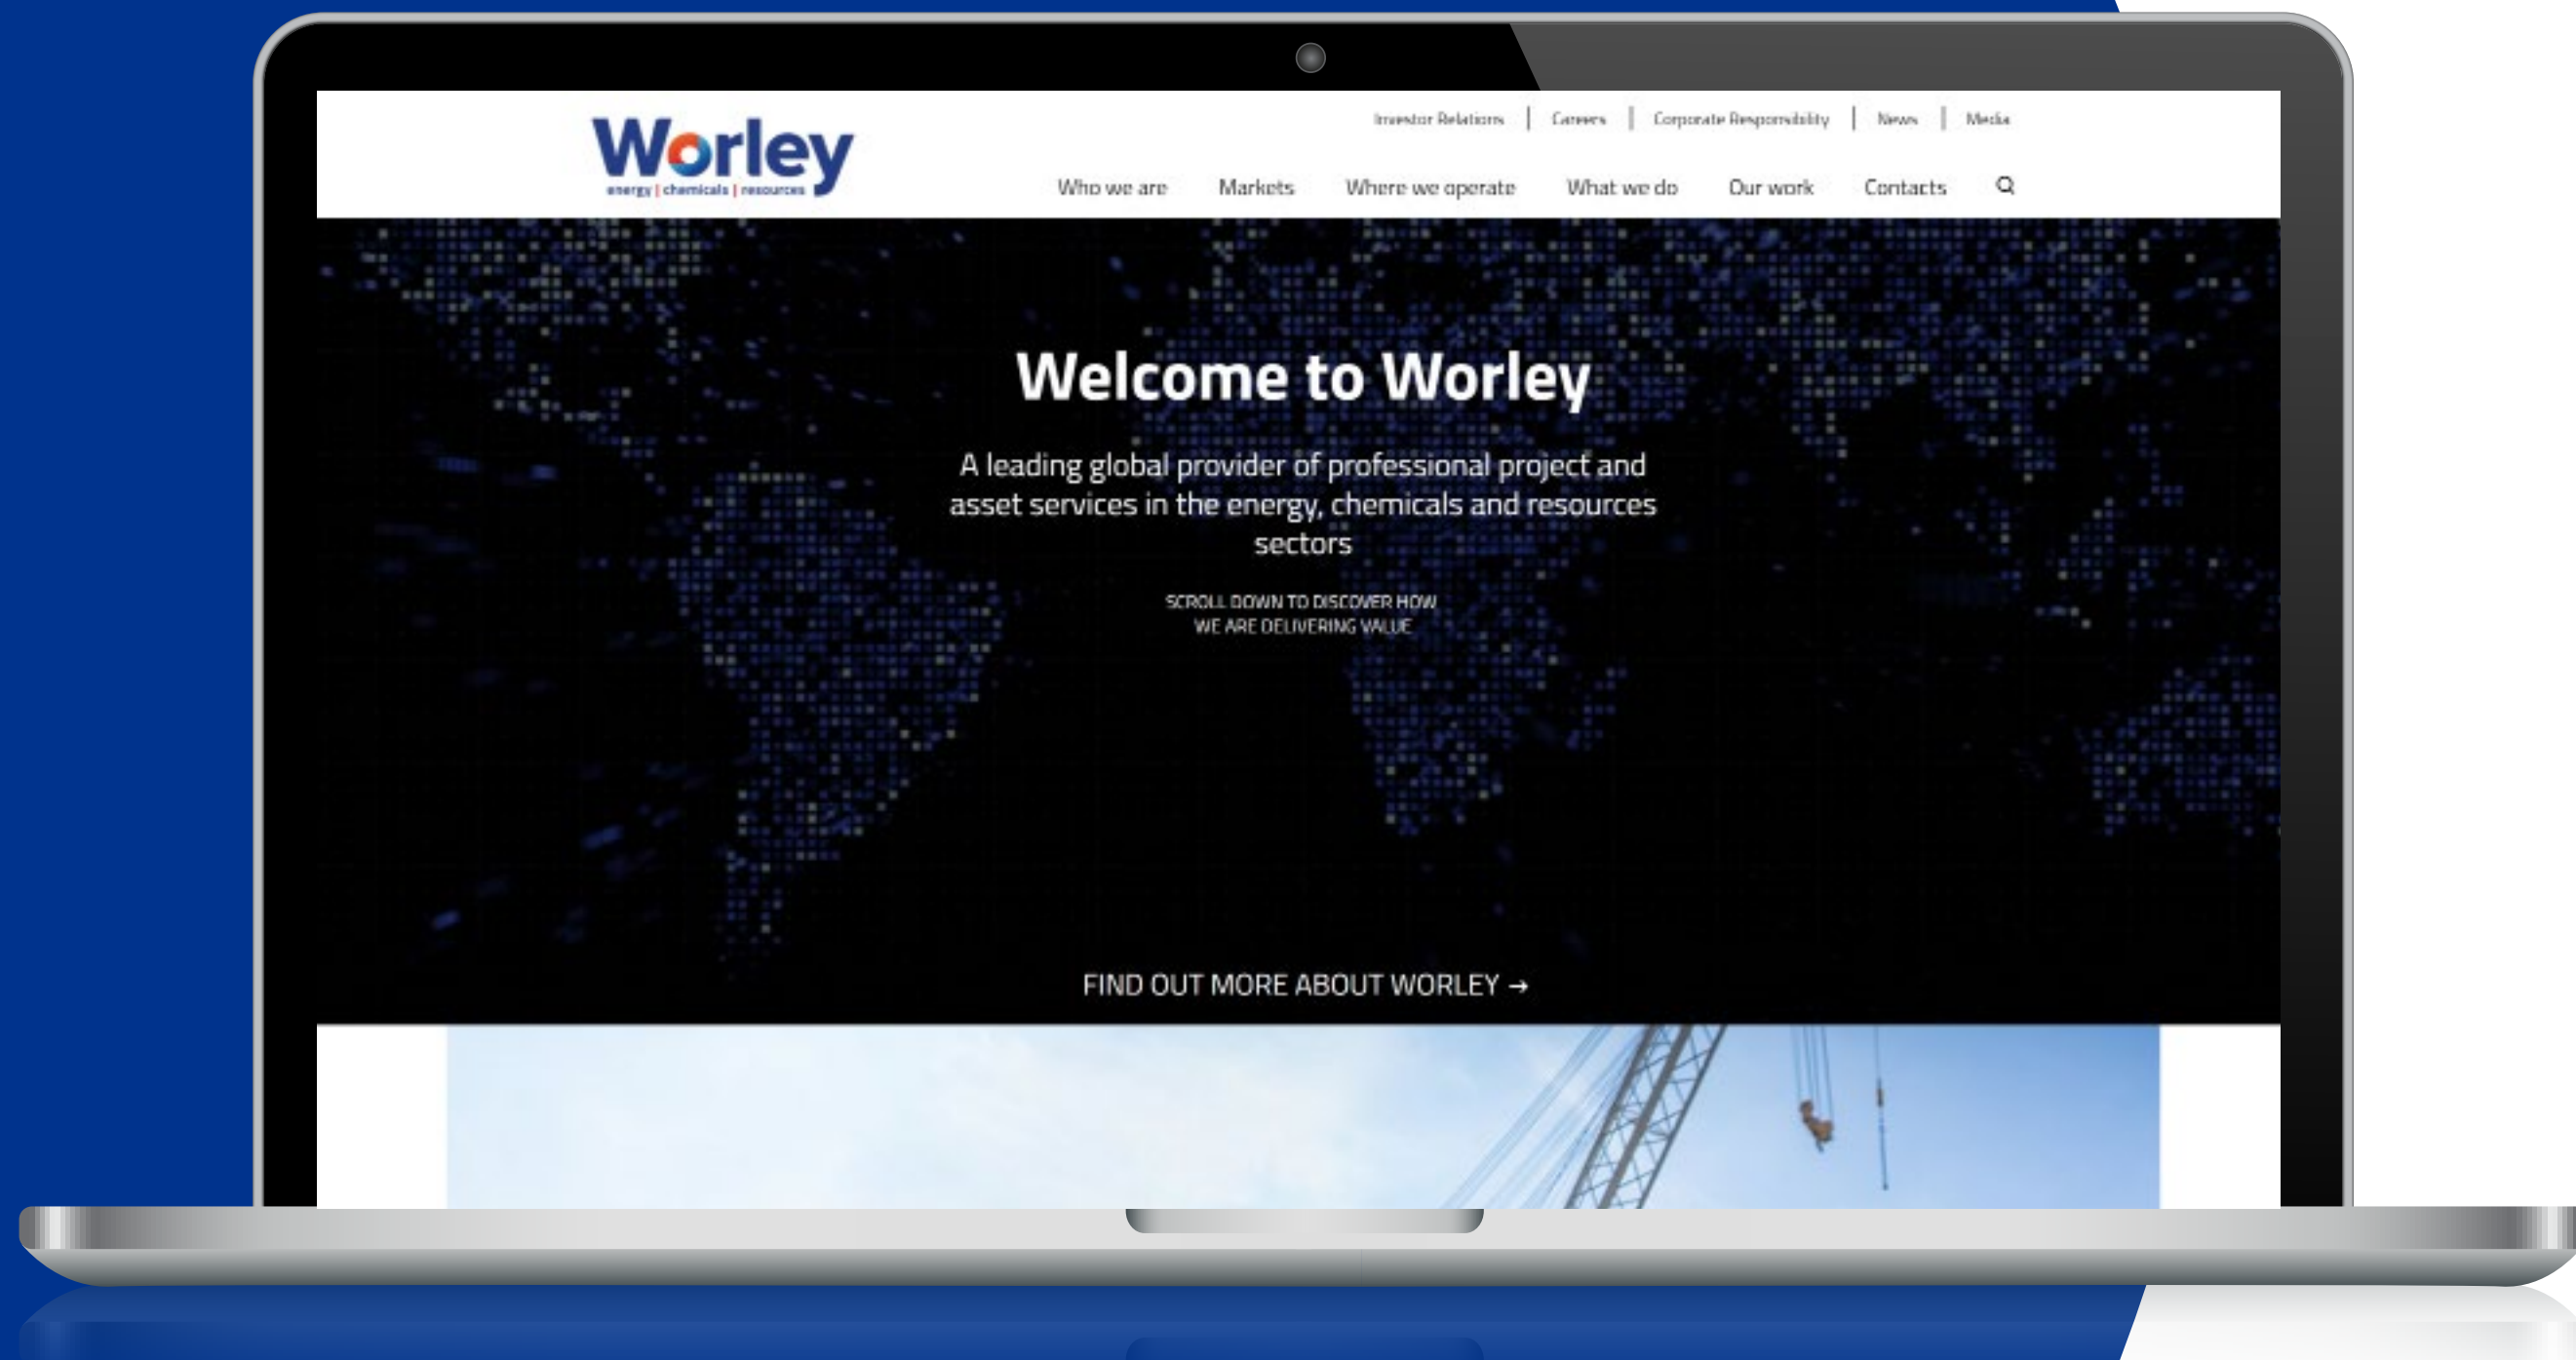 Worley
energy | chemicals | resources
Investor Relations | Careers | Corporate Responsibility | News | Media
Who we are Markets Where we operate What we do Our work Contacts
Welcome to Worley
A leading global provider of professional project and
asset services in the energy, chemicals and resources
sectors
SCROLL DOWN TO DISCOVER HOW
WE ARE DELIVERING VALUE
FIND OUT MORE ABOUT WORLEY →